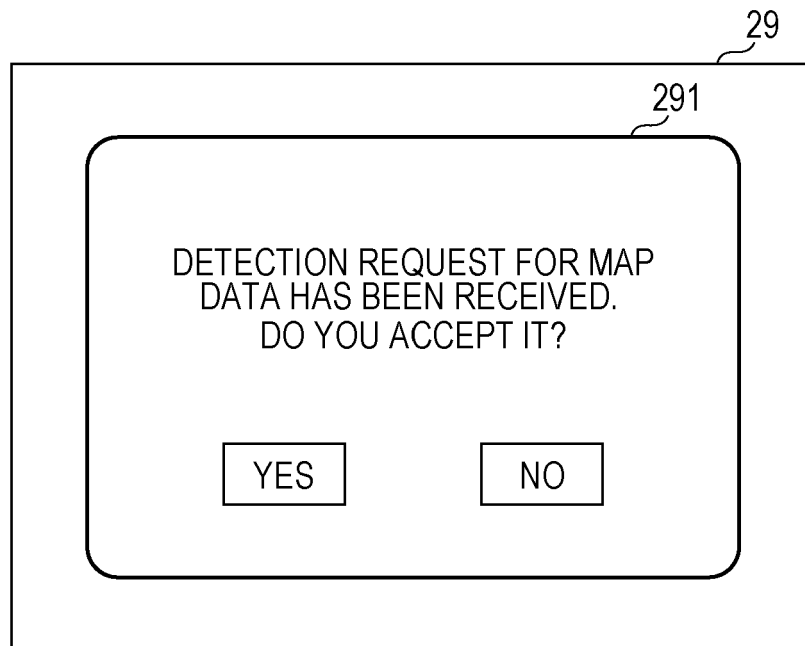 29
291
DETECTION REQUEST FOR MAP
DATA HAS BEEN RECEIVED.
DO YOU ACCEPT IT?
YES NO